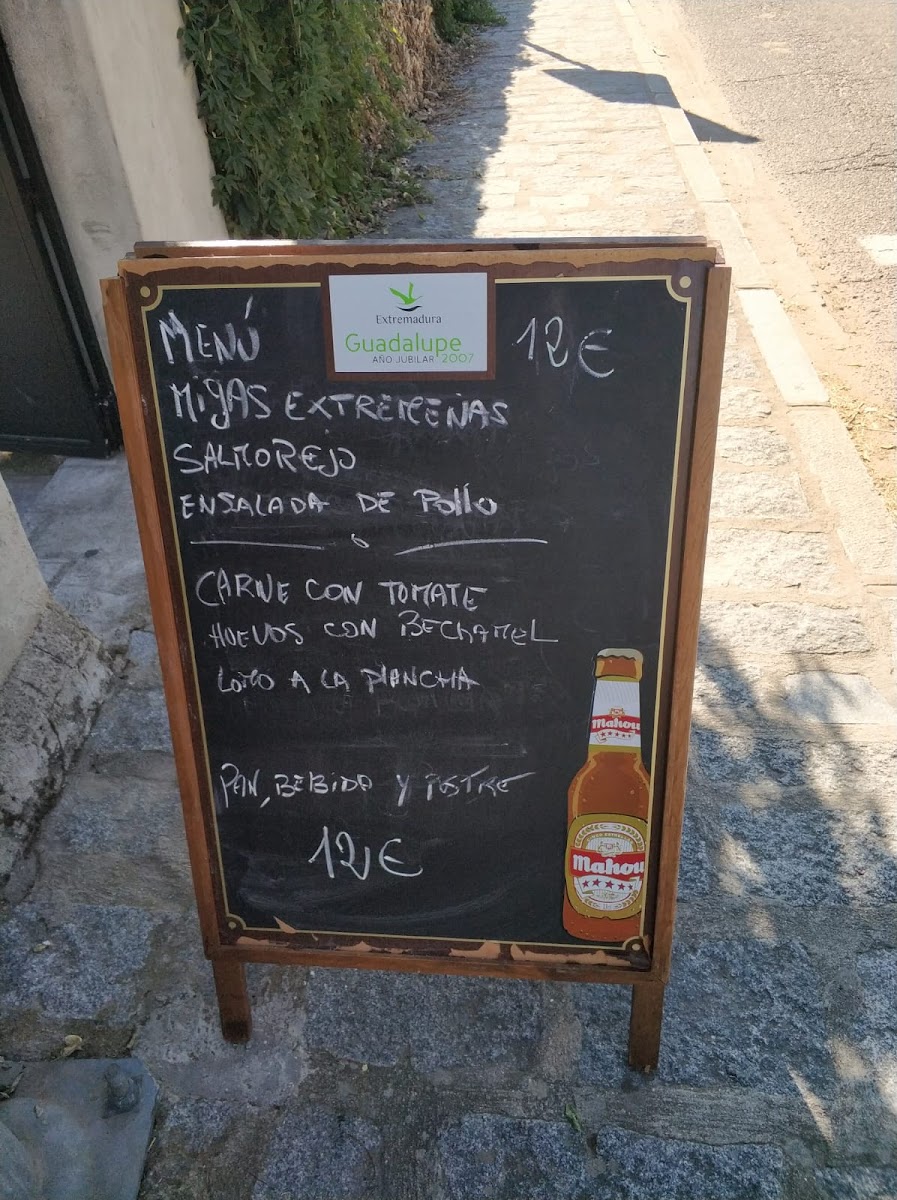 MENÚ
Extremadura
Guadalupe
AÑO JUBILAR 2007
12€
MIGAS EXTREMEÑAS
SALMOREJO
ENSALADA DE POllO
CARNE CON TOMATE
HUEVOS CON BECHAMEL
LOMO A LA PLANCHA
PAN, BEBIDA Y POSTRE
12€
Mahou
Mahou